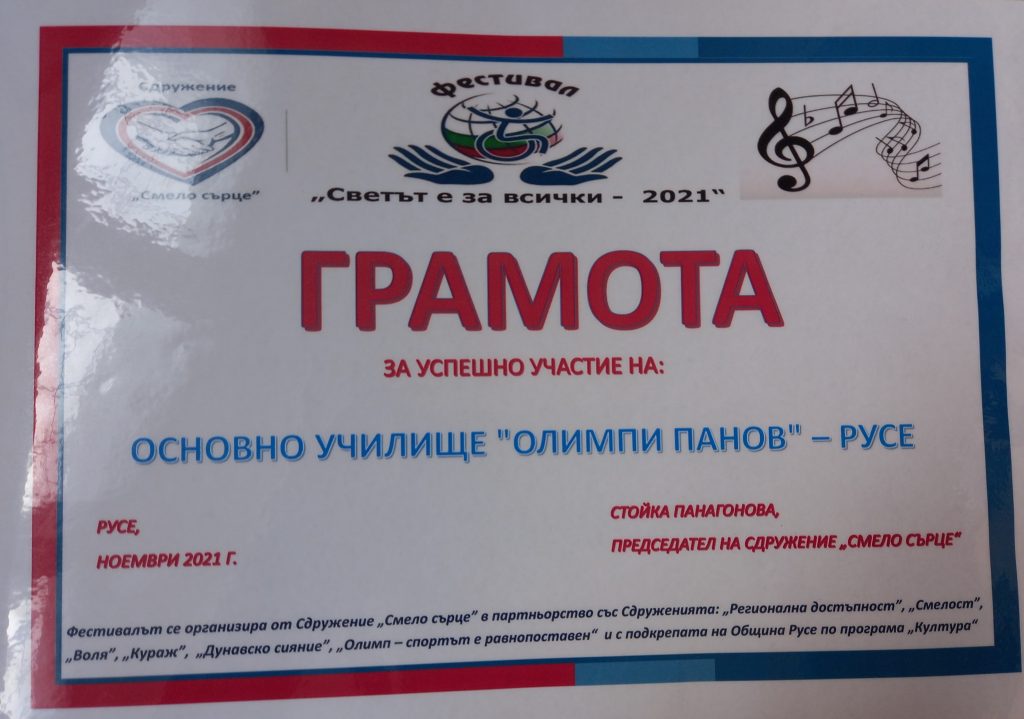 Сдружение
„Смело сърце”
фестивал
„Светът е за всички - 2021“
ГРАМОТА
ЗА УСПЕШНО УЧАСТИЕ НА:
ОСНОВНО УЧИЛИЩЕ "ОЛИМПИ ПАНОВ" – РУСЕ
РУСЕ,
НОЕМВРИ 2021 Г.
СТОЙКА ПАНАГОНОВА,
ПРЕДСЕДАТЕЛ НА СДРУЖЕНИЕ „СМЕЛО СЪРЦЕ“
Фестивалът се организира от Сдружение „Смело сърце” в партньорство със Сдруженията: „Регионална достъпност”, „Смелост”,
„Воля”, „Кураж”, „Дунавско сияние”, „Олимп – спортът е равнопоставен“ и с подкрепата на Община Русе по програма „Култура“